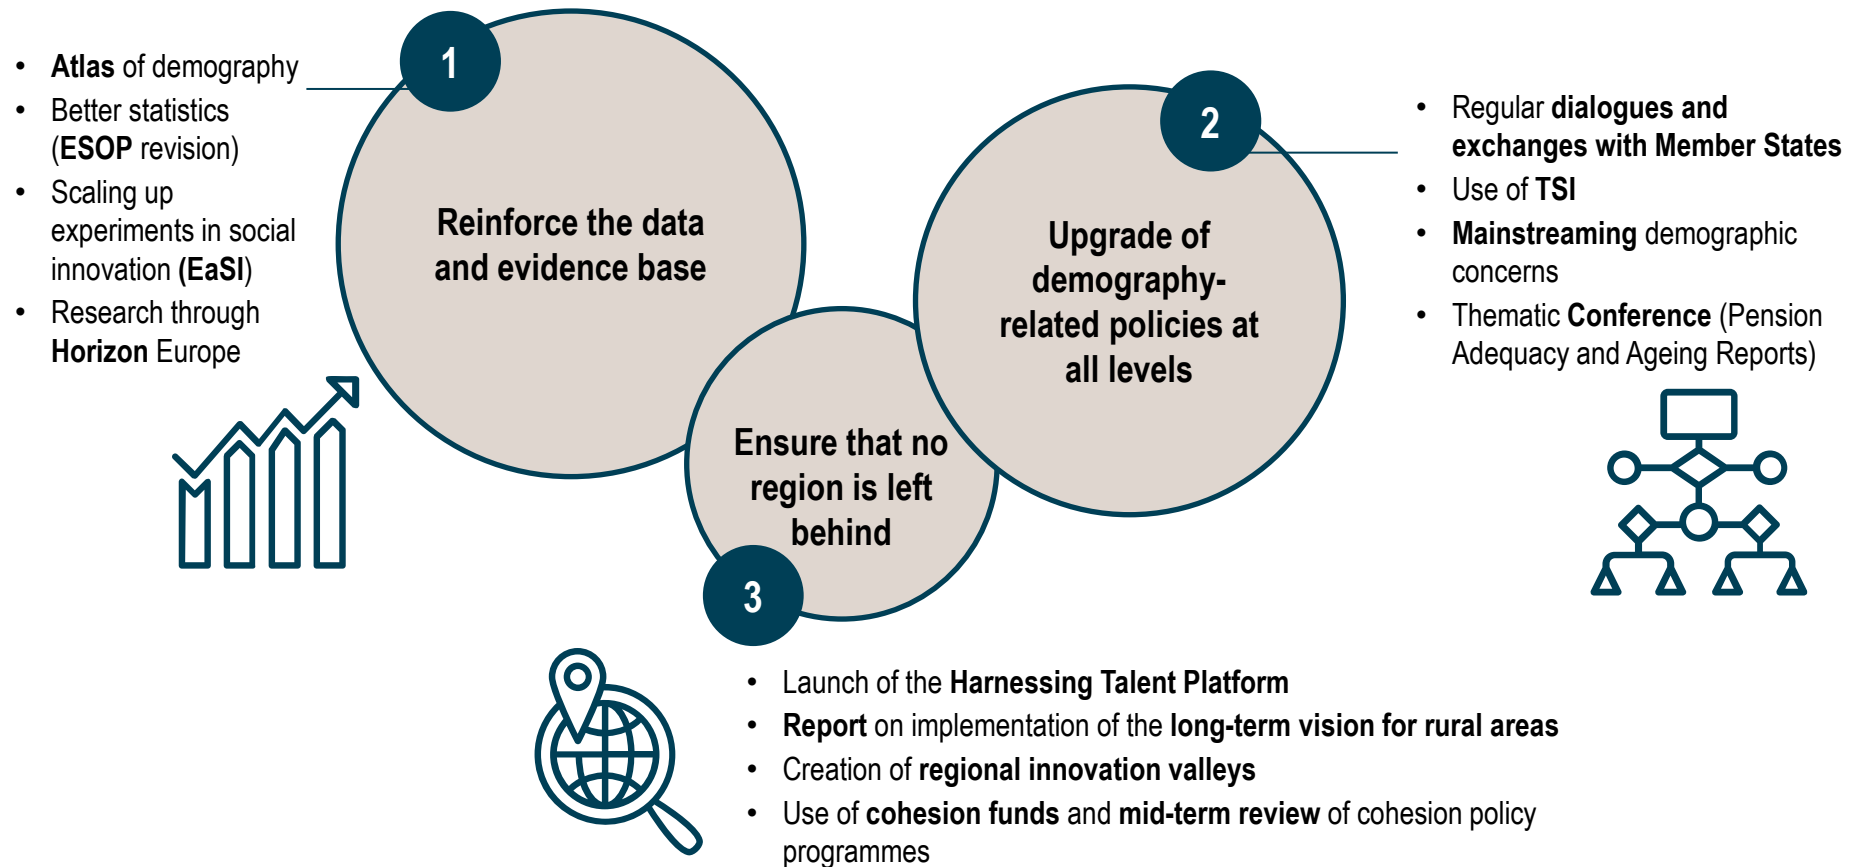 1
• Atlas of demography
• Better statistics
(ESOP revision)
• Scaling up
experiments in social
innovation (EaSI)
• Research through
Horizon Europe
Reinforce the data
and evidence base
2
Upgrade of
demography-
related policies at
all levels
• Regular dialogues and
exchanges with Member States
• Use of TSI
• Mainstreaming demographic
concerns
• Thematic Conference (Pension
Adequacy and Ageing Reports)
Ensure that no
region is left
behind
3
• Launch of the Harnessing Talent Platform
• Report on implementation of the long-term vision for rural areas
• Creation of regional innovation valleys
• Use of cohesion funds and mid-term review of cohesion policy
programmes